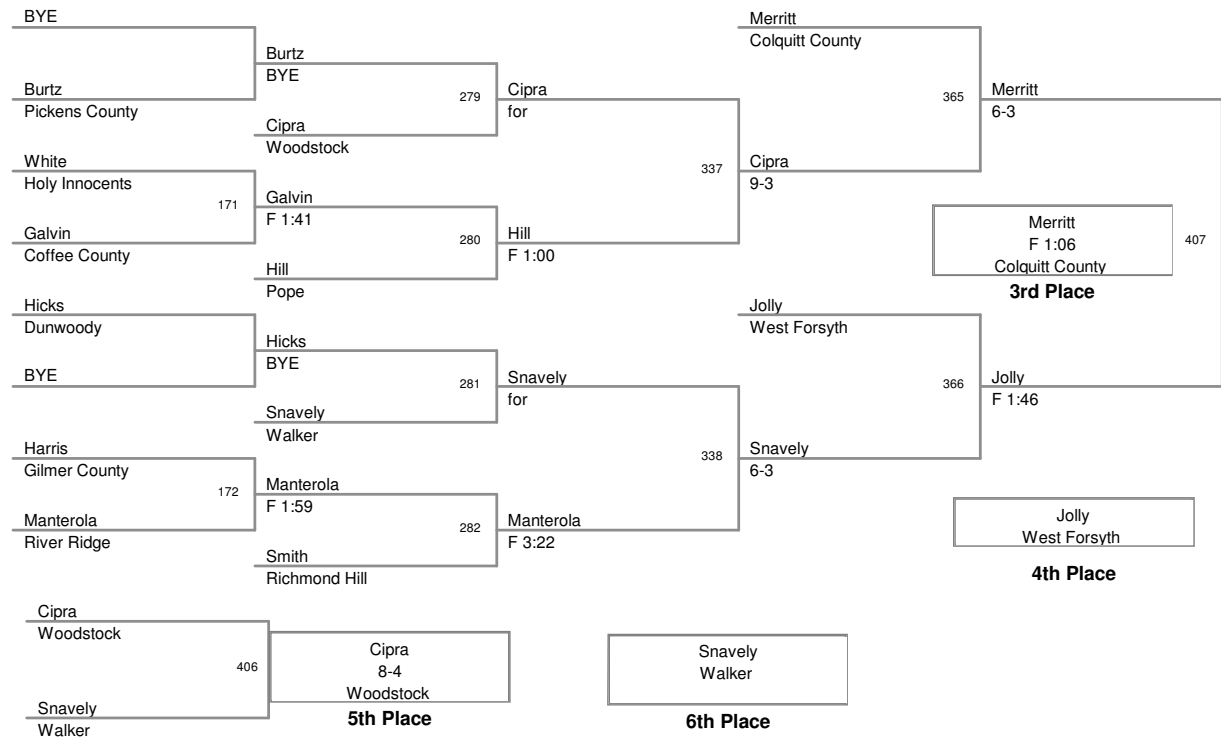 BYE
Burtz
Pickens County
White
Holy Innocents
171
Galvin
Coffee County
Hicks
Dunwoody
BYE
Harris
Gilmer County
172
Manterola
River Ridge
Burtz
BYE
279
Cipra
Woodstock
Galvin
F 1:41
280
Hill
Pope
Hicks
BYE
281
Snavely
Walker
Manterola
F 1:59
282
Smith
Richmond Hill
Cipra
for
337
Hill
F 1:00
Snavely
for
338
Manterola
F 3:22
Merritt
Colquitt County
365
Cipra
9-3
Jolly
West Forsyth
366
Snavely
6-3
Merritt
6-3
Merritt
F 1:06
Colquitt County
3rd Place
407
Jolly
F 1:46
Jolly
West Forsyth
4th Place
Cipra
Woodstock
406
Snavely
Walker
Cipra
8-4
Woodstock
5th Place
Snavely
Walker
6th Place